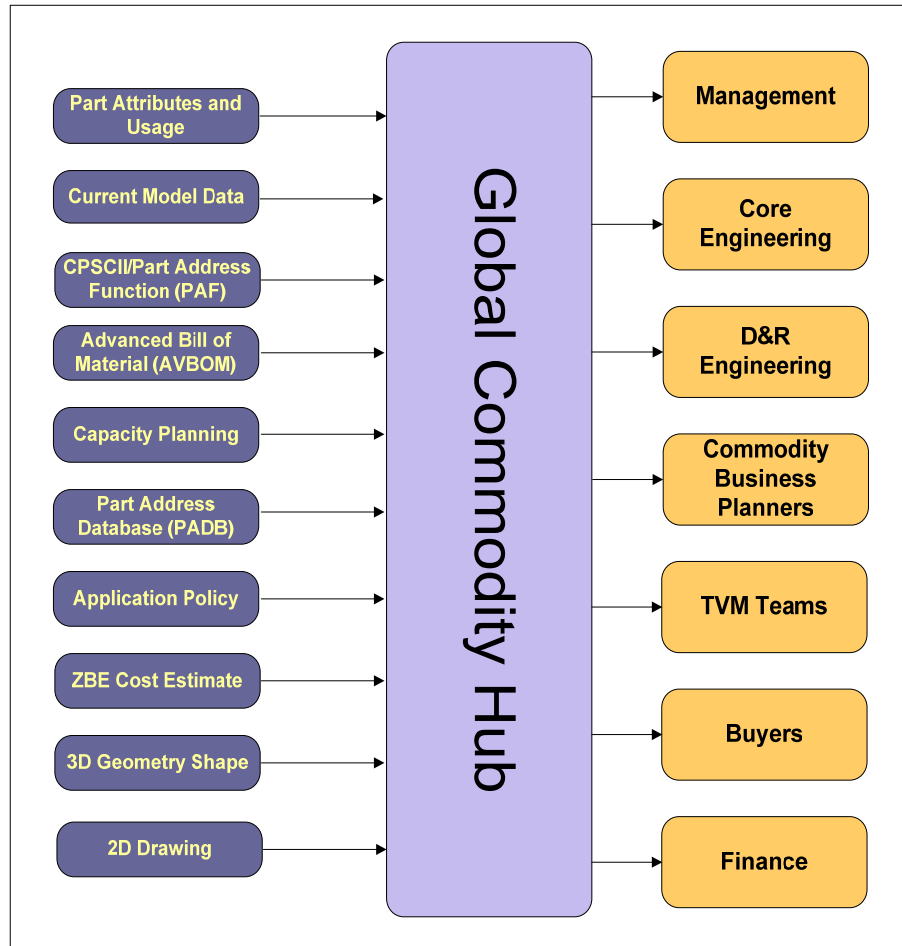 Part Attributes and
Usage
Current Model Data
CPSCII/Part Address
Function (PAF)
Advanced Bill of
Material (AVBOM)
Capacity Planning
Part Address
Database (PADB)
Application Policy
ZBE Cost Estimate
3D Geometry Shape
2D Drawing
Global Commodity Hub
Management
Core
Engineering
D&R
Engineering
Commodity
Business
Planners
TVM Teams
Buyers
Finance